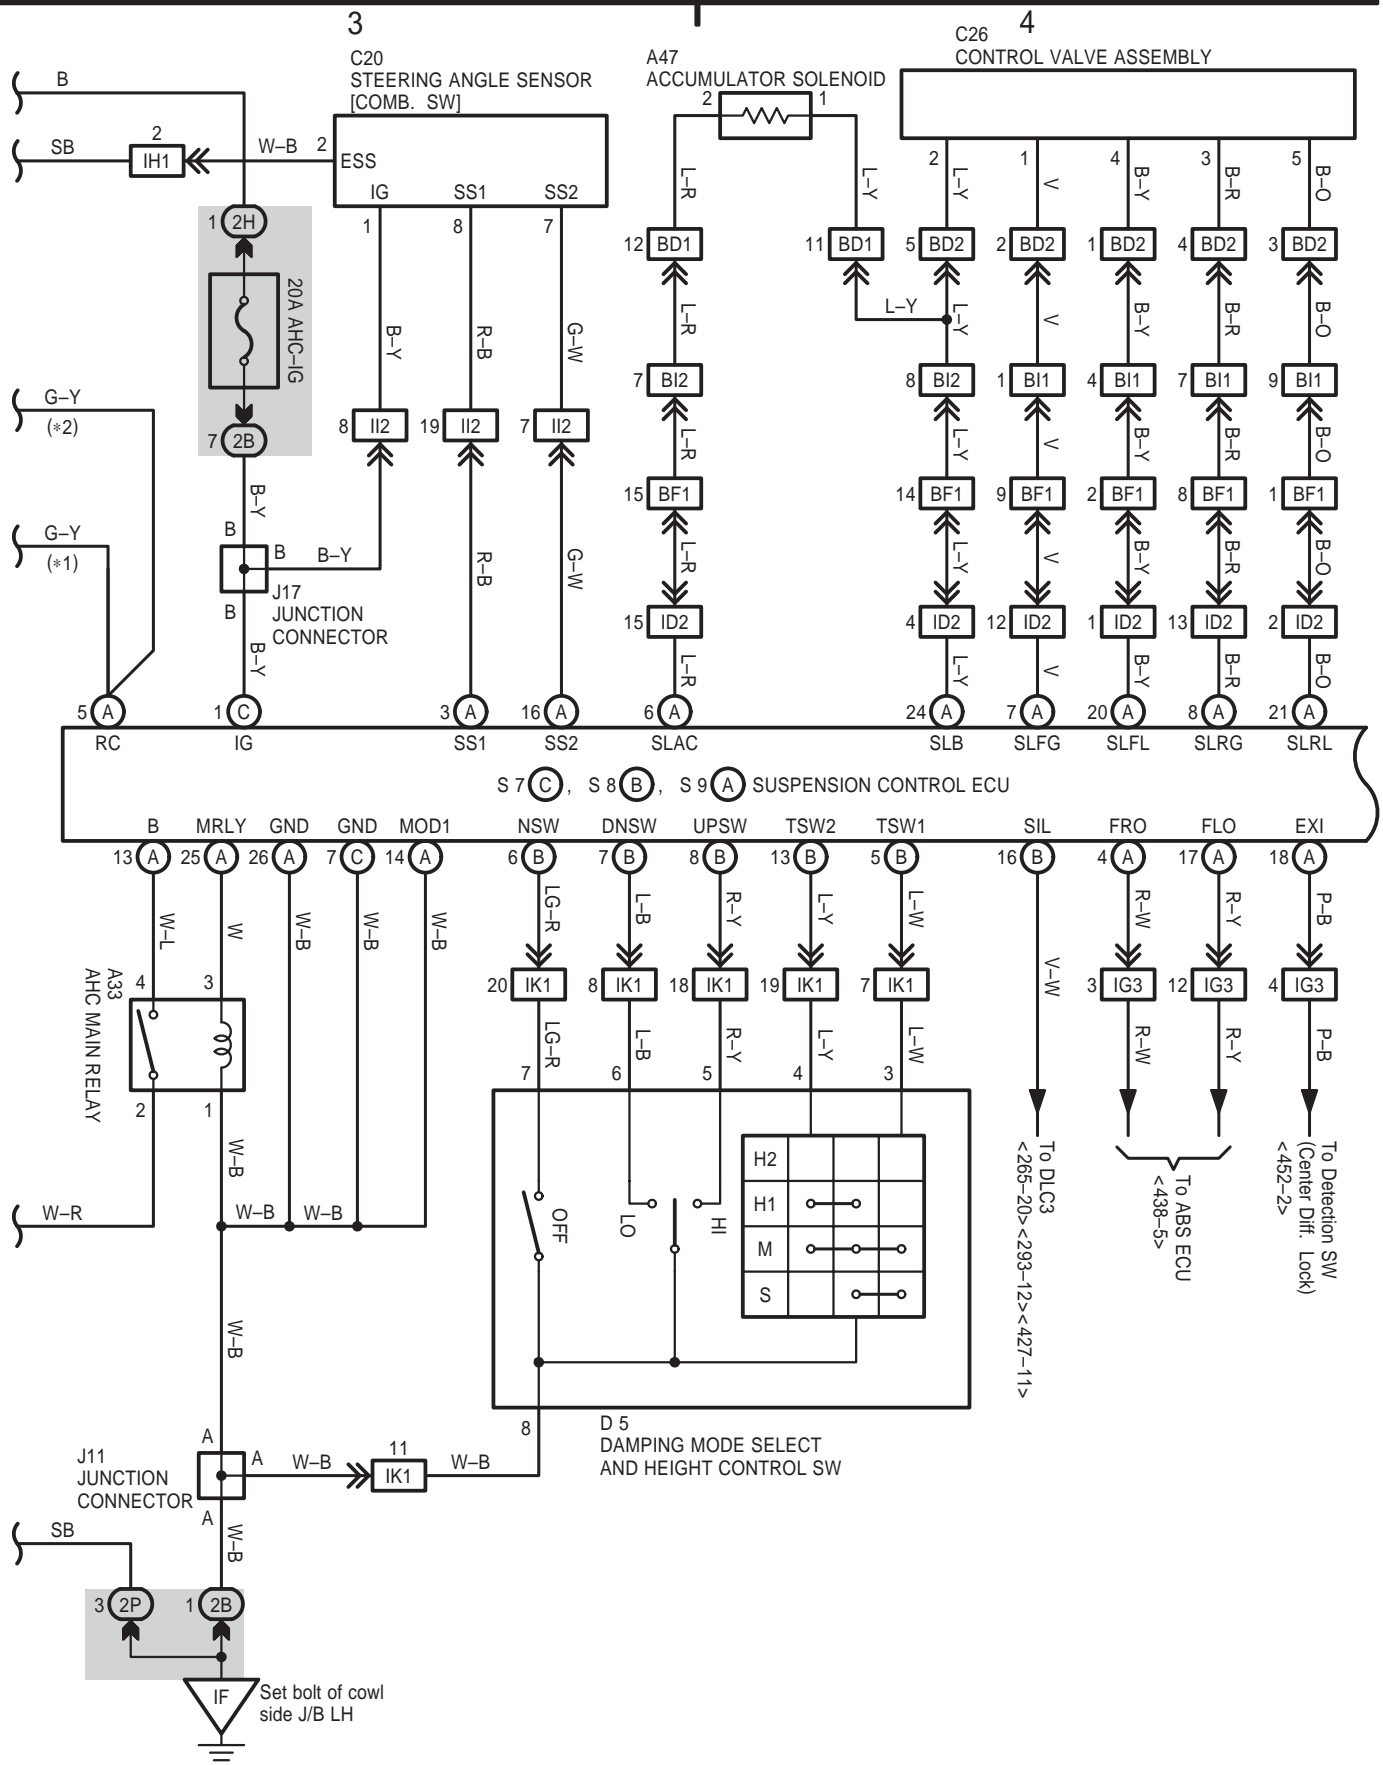 3
4
C20
STEERING ANGLE SENSOR
[COMB. SW]
A47
ACCUMULATOR SOLENOID
C26
CONTROL VALVE ASSEMBLY
B
SB
2
IH1
W–B
2
ESS
IG
SS1
SS2
1
8
7
2
1
2
1
4
3
5
L–R
L–Y
L–Y
V
B–Y
B–R
B–O
1 2H
20A AHC–IG
7 2B
12 BD1
11 BD1
5 BD2
2 BD2
1 BD2
4 BD2
3 BD2
B–Y
R–B
G–W
L–R
L–Y
L–Y
V
B–Y
B–R
B–O
7 BI2
8 BI2
1 BI1
4 BI1
7 BI1
9 BI1
G–Y
(∗2)
8 II2
19 II2
7 II2
L–R
L–Y
V
B–Y
B–R
B–O
15 BF1
14 BF1
9 BF1
2 BF1
8 BF1
1 BF1
B–Y
G–Y
(∗1)
B
B
B–Y
B
J17
JUNCTION
CONNECTOR
R–B
G–W
L–R
L–Y
V
B–Y
B–R
B–O
15 ID2
4 ID2
12 ID2
1 ID2
13 ID2
2 ID2
B–Y
L–R
L–Y
V
B–Y
B–R
B–O
5 A
1 C
3 A
16 A
6 A
24 A
7 A
20 A
8 A
21 A
RC
IG
SS1
SS2
SLAC
SLB
SLFG
SLFL
SLRG
SLRL
S 7 C , S 8 B , S 9 A SUSPENSION CONTROL ECU
B
MRLY
GND
GND
MOD1
NSW
DNSW
UPSW
TSW2
TSW1
SIL
FRO
FLO
EXI
13 A
25 A
26 A
7 C
14 A
6 B
7 B
8 B
13 B
5 B
16 B
4 A
17 A
18 A
W–L
W
W–B
W–B
W–B
LG–R
L–B
R–Y
L–Y
L–W
V–W
R–W
R–Y
P–B
A33
AHC MAIN RELAY
4
3
2
1
20 IK1
8 IK1
18 IK1
19 IK1
7 IK1
3 IG3
12 IG3
4 IG3
LG–R
L–B
R–Y
L–Y
L–W
R–W
R–Y
P–B
7
6
5
4
3
W–B
W–R
W–B
W–B
OFF
LO
HI
H2
H1
M
S
To DLC3
<265–20><293–12><427–11>
To ABS ECU
<438–5>
To Detection SW
(Center Diff. Lock)
<452–2>
W–B
8
D 5
DAMPING MODE SELECT
AND HEIGHT CONTROL SW
J11
JUNCTION
CONNECTOR
A
A
W–B
11
IK1
W–B
A
W–B
SB
3 2P
1 2B
IF
Set bolt of cowl
side J/B LH